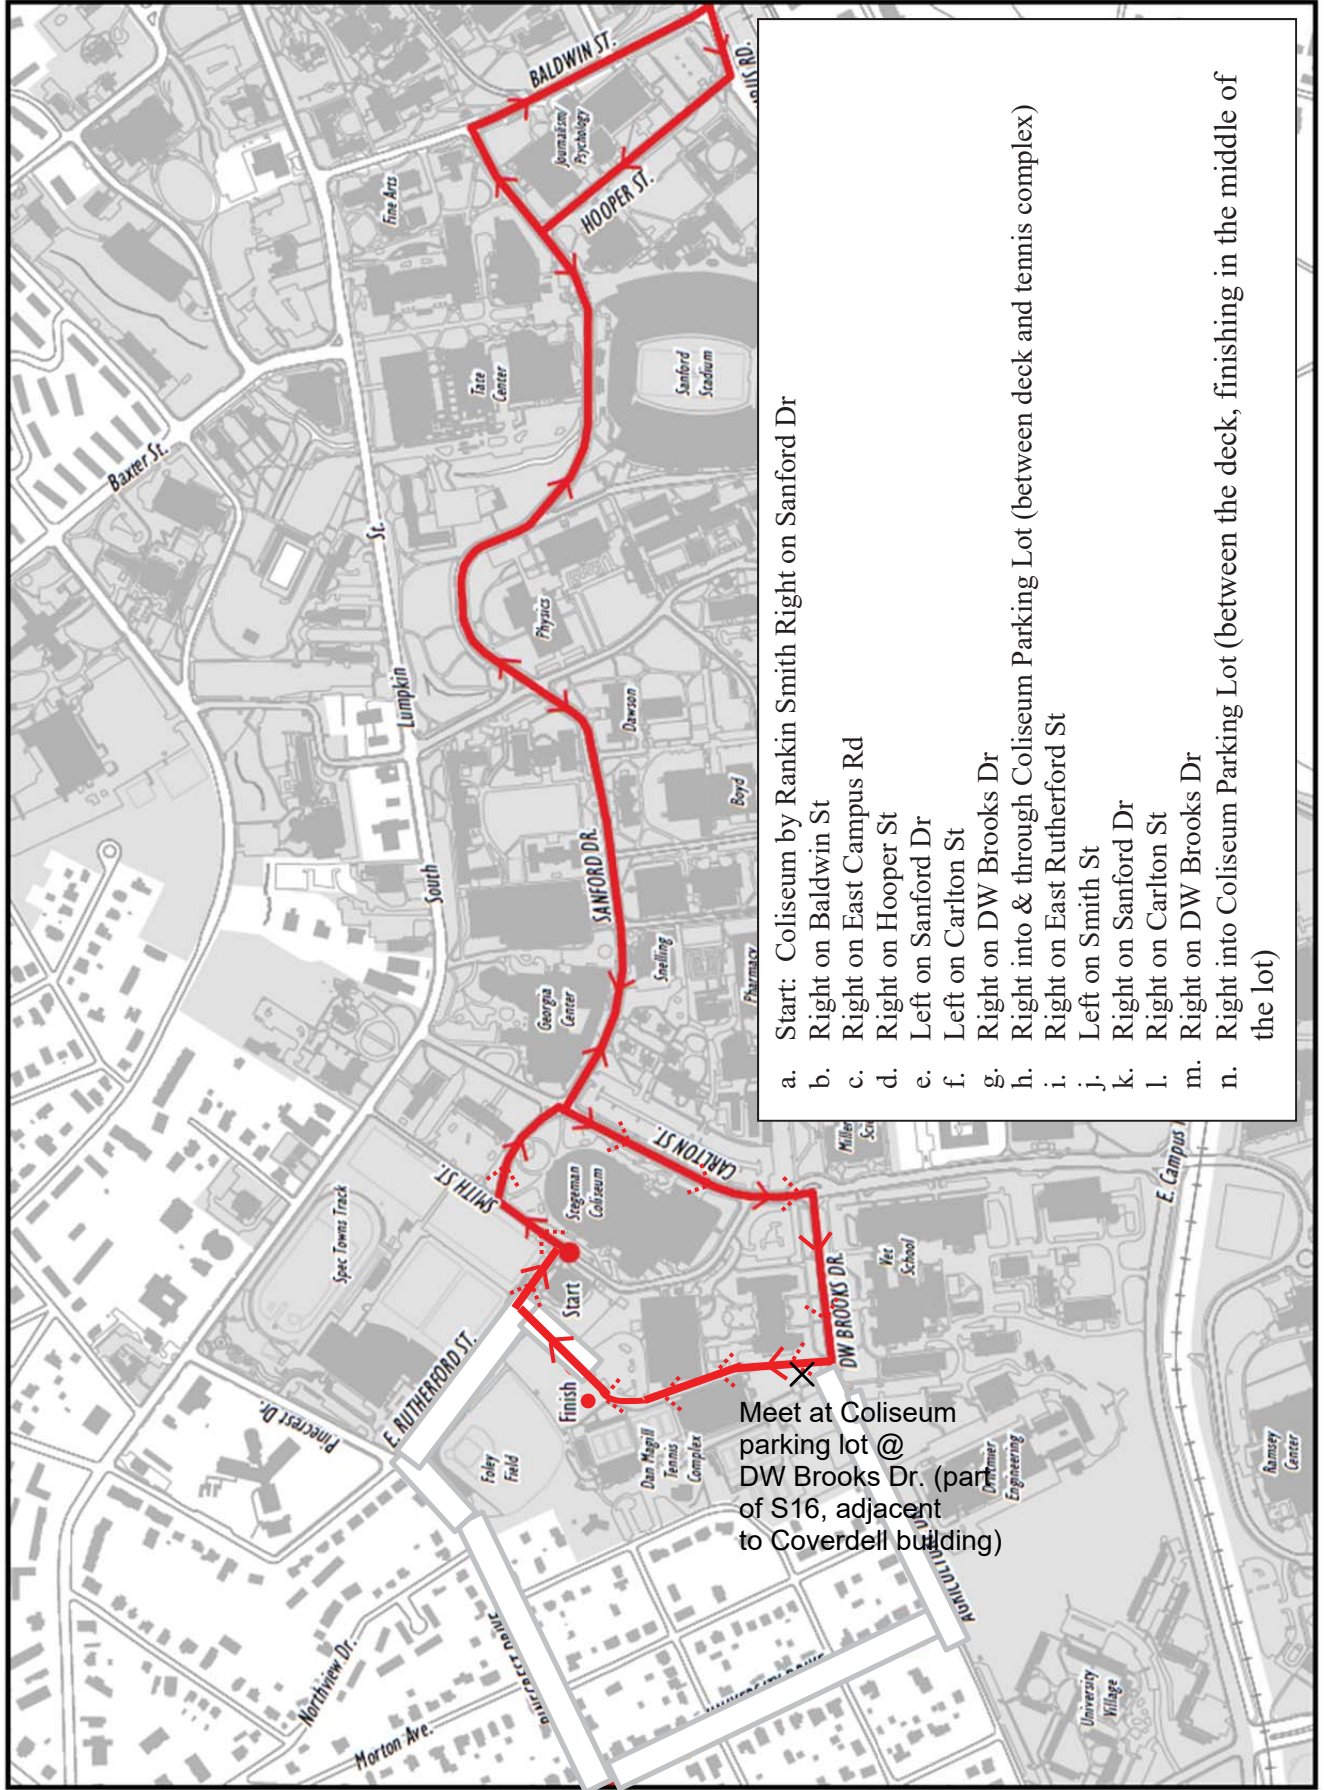 BALDWIN ST.
Journalism/
Psychology
HOOPER ST.
US RD.
Fine Arts
Tate
Center
Sanford
Stadium
Baxter St.
St.
Lumpkin
South
Physics
Dawson
Boyd
SANFORD DR.
Snelling
Pharmacy
Georgia
Center
SMITH ST.
CARLTON ST.
Stegeman
Coliseum
Spec Towns Track
Start
Finish
E. RUTHERFORD ST.
Pinecrest Dr.
Foley
Field
Dan Magill
Tennis
Complex
DW BROOKS DR.
Vet
School
Miller
E. Campus
Driftmier
Engineering
Ramsey
Center
University
Village
Northview Dr.
Morton Ave.
Meet at Coliseum
parking lot @
DW Brooks Dr. (part
of S16, adjacent
to Coverdell building)
a. Start: Coliseum by Rankin Smith Right on Sanford Dr
b. Right on Baldwin St
c. Right on East Campus Rd
d. Right on Hooper St
e. Left on Sanford Dr
f. Left on Carlton St
g. Right on DW Brooks Dr
h. Right into & through Coliseum Parking Lot (between deck and tennis complex)
i. Right on East Rutherford St
j. Left on Smith St
k. Right on Sanford Dr
l. Right on Carlton St
m. Right on DW Brooks Dr
n. Right into Coliseum Parking Lot (between the deck, finishing in the middle of
the lot)